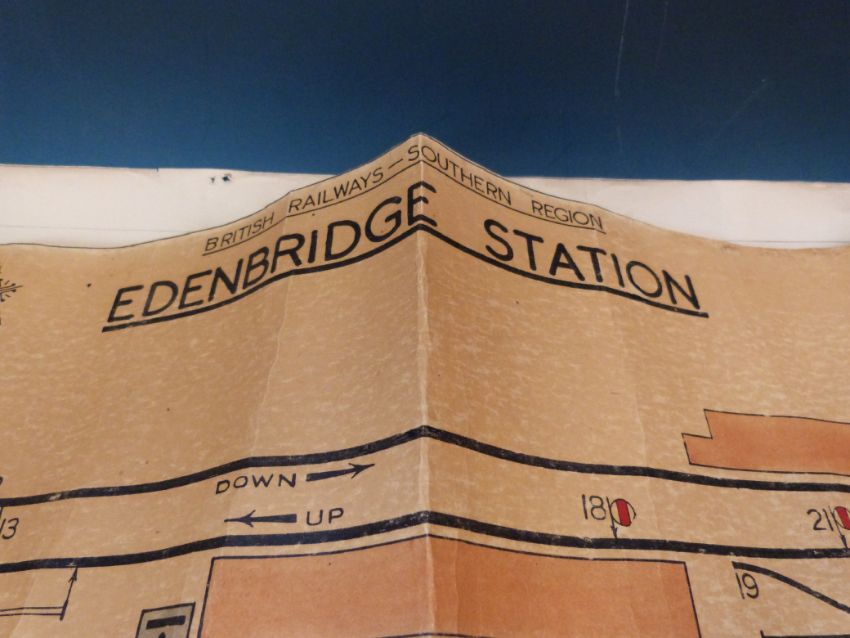 BRITISH RAILWAYS — SOUTHERN REGION
EDENBRIDGE STATION
DOWN
UP
18
21
13
19